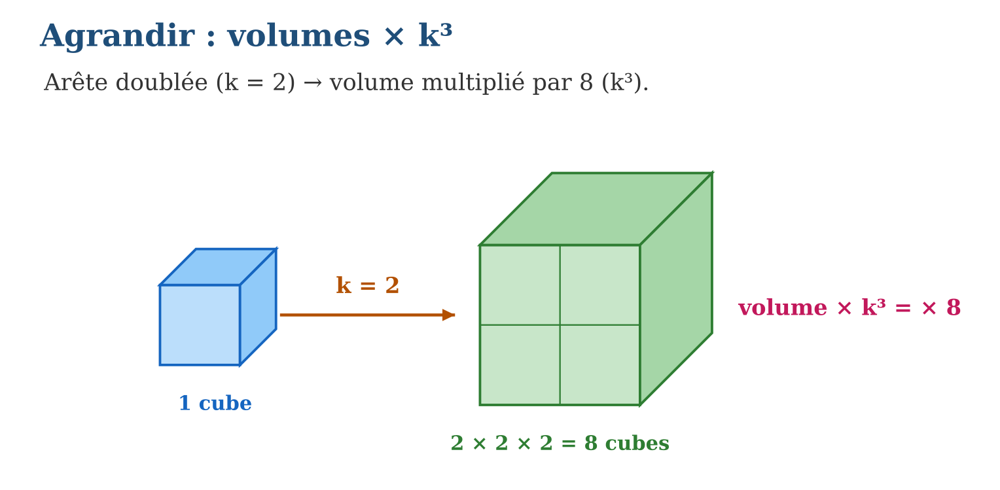 Agrandir : volumes × k³
Arête doublée (k = 2) → volume multiplié par 8 (k³).
k = 2
volume × k³ = × 8
1 cube
2 × 2 × 2 = 8 cubes